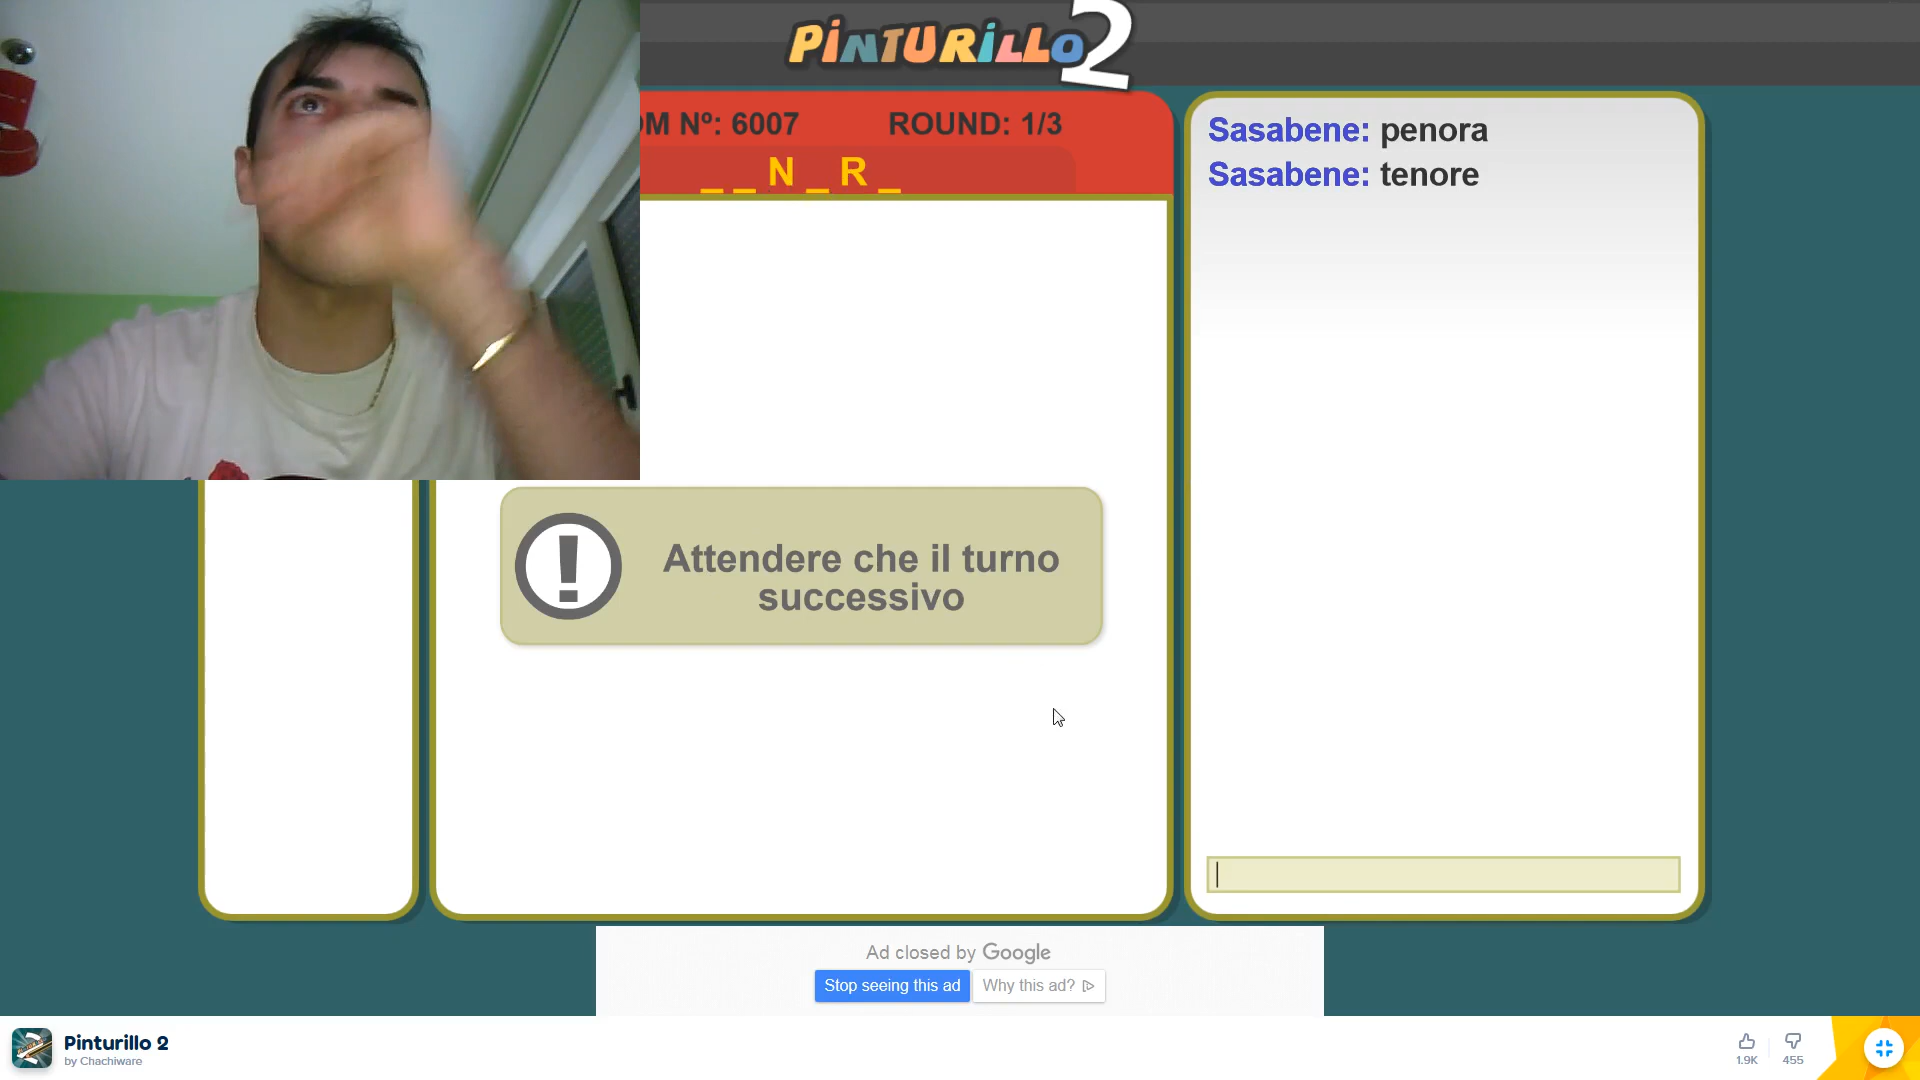 PiNTURiLLO 2
OM Nº: 6007 ROUND: 1/3
_ _ N _ R _
Sasabene: penora
Sasabene: tenore
Attendere che il turno
successivo
Ad closed by Google
Stop seeing this ad
Why this ad?
Pinturillo 2
by Chachiware
1.9K
455